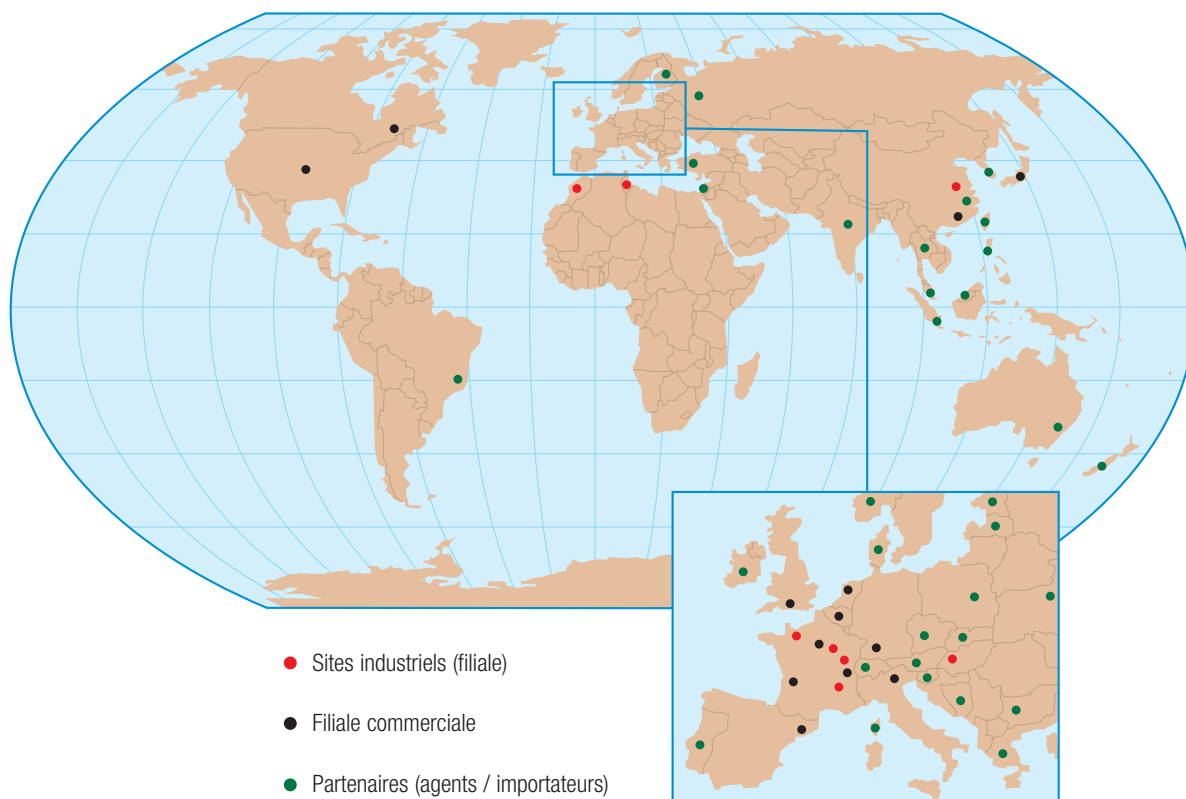 Sites industriels (filiale)
Filiale commerciale
Partenaires (agents / importateurs)